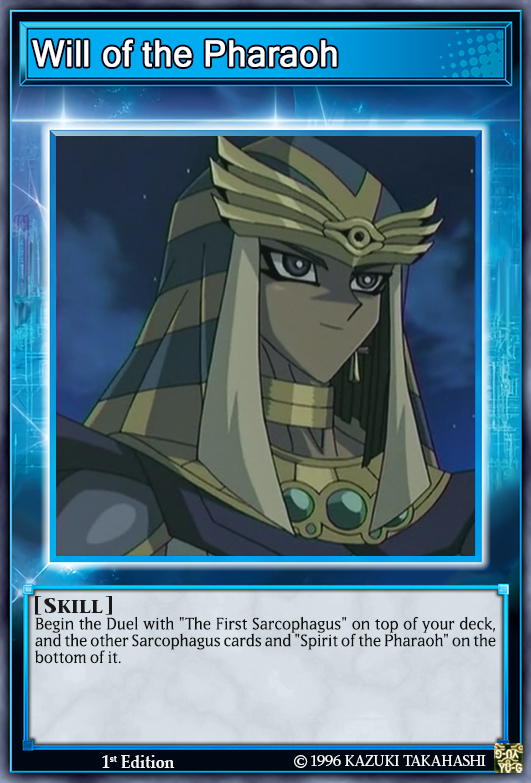 Will of the Pharaoh
[SKILL]
Begin the Duel with "The First Sarcophagus" on top of your deck,
and the other Sarcophagus cards and "Spirit of the Pharaoh" on the
bottom of it.
1st Edition
© 1996 KAZUKI TAKAHASHI